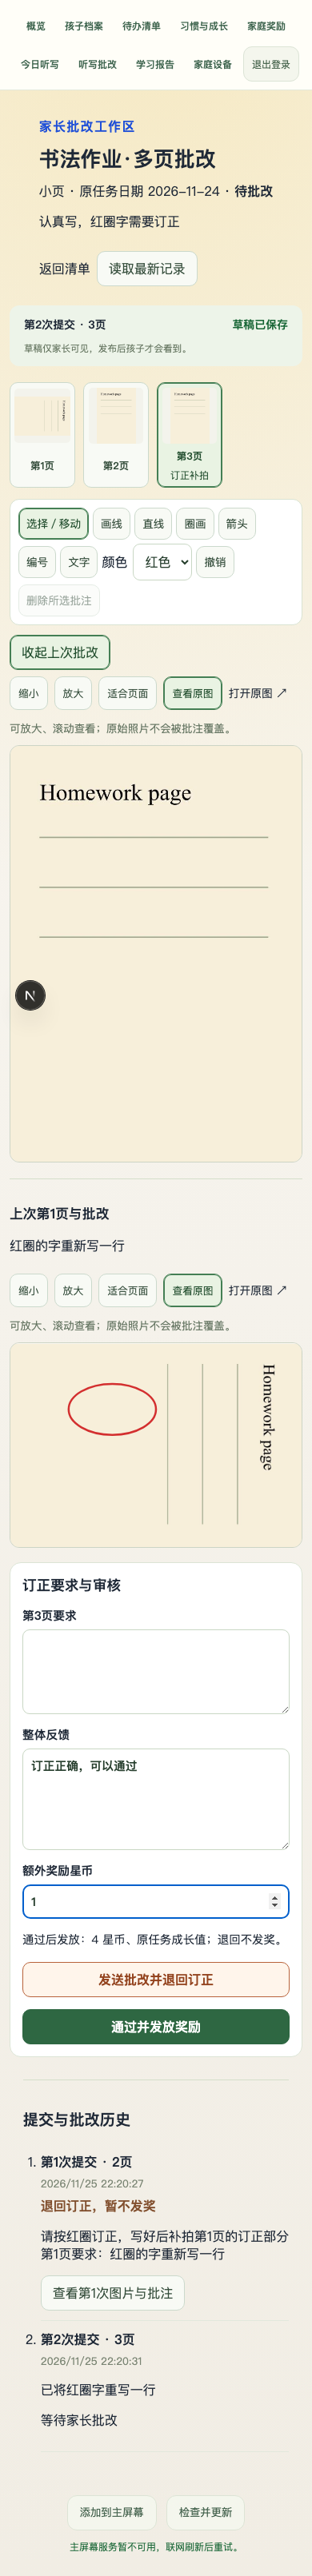 概览 孩子档案 待办清单 习惯与成长 家庭奖励
今日听写 听写批改 学习报告 家庭设备 退出登录
家长批改工作区
书法作业·多页批改
小页 · 原任务日期 2026-11-24 · 待批改
认真写，红圈字需要订正
返回清单 读取最新记录
第2次提交 · 3页 草稿已保存
草稿仅家长可见，发布后孩子才会看到。
Homework page
Homework page
Homework page
第1页 第2页 第3页
订正补拍
选择 / 移动 画线 直线 圈画 箭头
编号 文字 颜色 红色 撤销
删除所选批注
收起上次批改
缩小 放大 适合页面 查看原图 打开原图 ↗
可放大、滚动查看；原始照片不会被批注覆盖。
Homework page
N
上次第1页与批改
红圈的字重新写一行
缩小 放大 适合页面 查看原图 打开原图 ↗
可放大、滚动查看；原始照片不会被批注覆盖。
Homework page
订正要求与审核
第3页要求
整体反馈
订正正确，可以通过
额外奖励星币
1
通过后发放：4 星币、原任务成长值；退回不发奖。
发送批改并退回订正
通过并发放奖励
提交与批改历史
1. 第1次提交 · 2页
2026/11/25 22:20:27
退回订正，暂不发奖
请按红圈订正，写好后补拍第1页的订正部分
第1页要求：红圈的字重新写一行
查看第1次图片与批注
2. 第2次提交 · 3页
2026/11/25 22:20:31
已将红圈字重写一行
等待家长批改
添加到主屏幕 检查并更新
主屏幕服务暂不可用，联网刷新后重试。